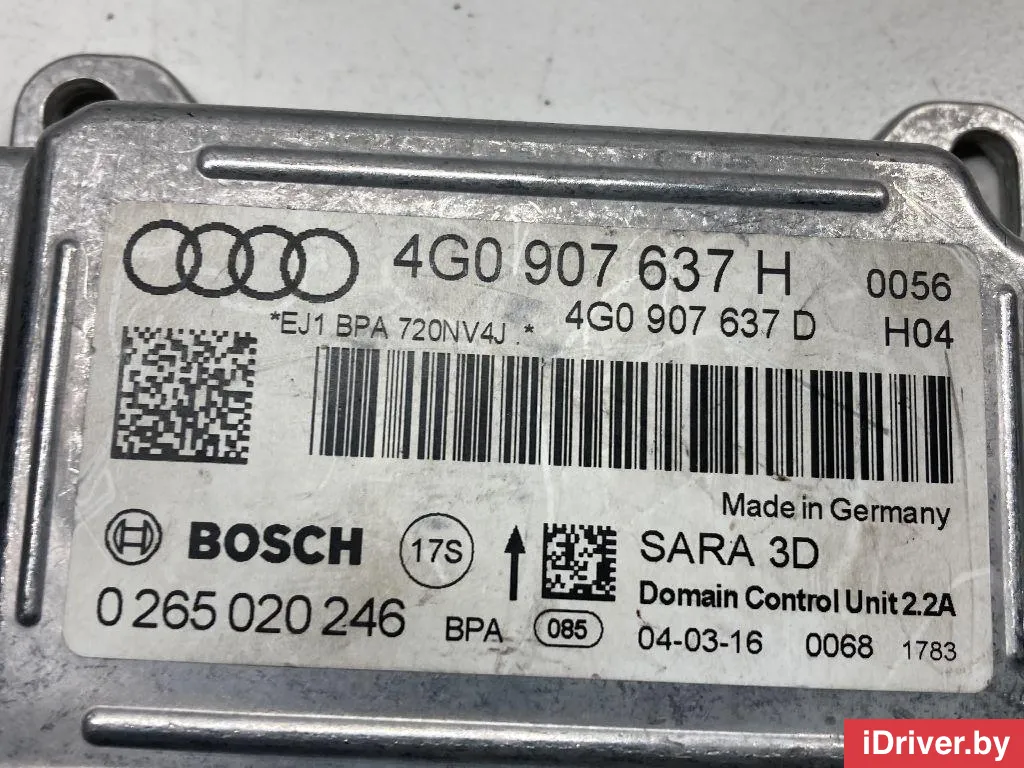 4G0 907 637 H 0056
*EJ1 BPA 720NV4J * 4G0 907 637 D H04
Made in Germany
BOSCH 17S SARA 3D
Domain Control Unit 2.2A
0 265 020 246 BPA 085 04-03-16 0068 1783
iDriver.by